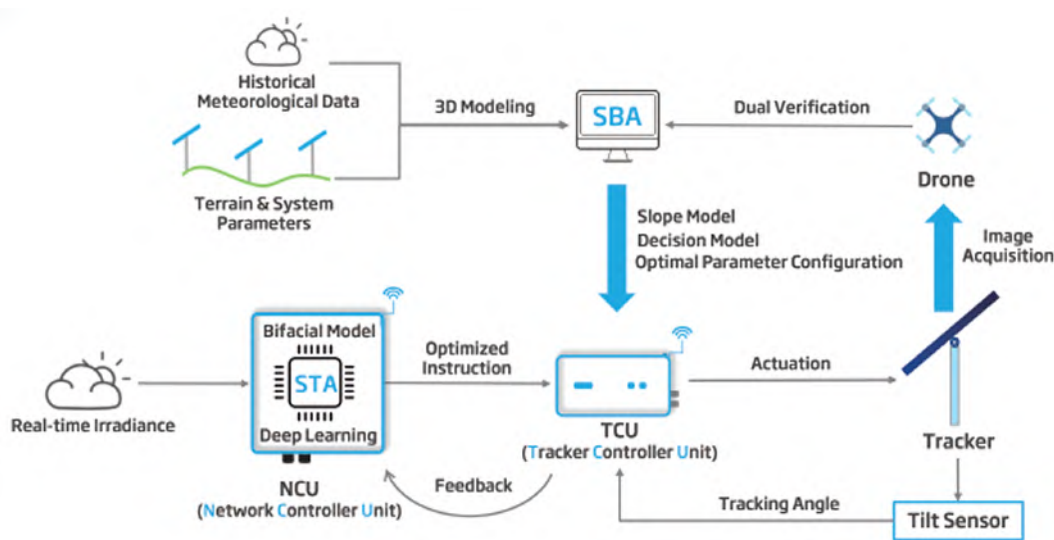 Historical
Meteorological Data
3D Modeling
SBA
Dual Verification
Drone
Terrain & System
Parameters
Slope Model
Decision Model
Optimal Parameter Configuration
Image
Acquisition
Bifacial Model
STA
Deep Learning
Optimized
Instruction
Actuation
Real-time Irradiance
TCU
(Tracker Controller Unit)
Tracker
NCU
(Network Controller Unit)
Feedback
Tracking Angle
Tilt Sensor